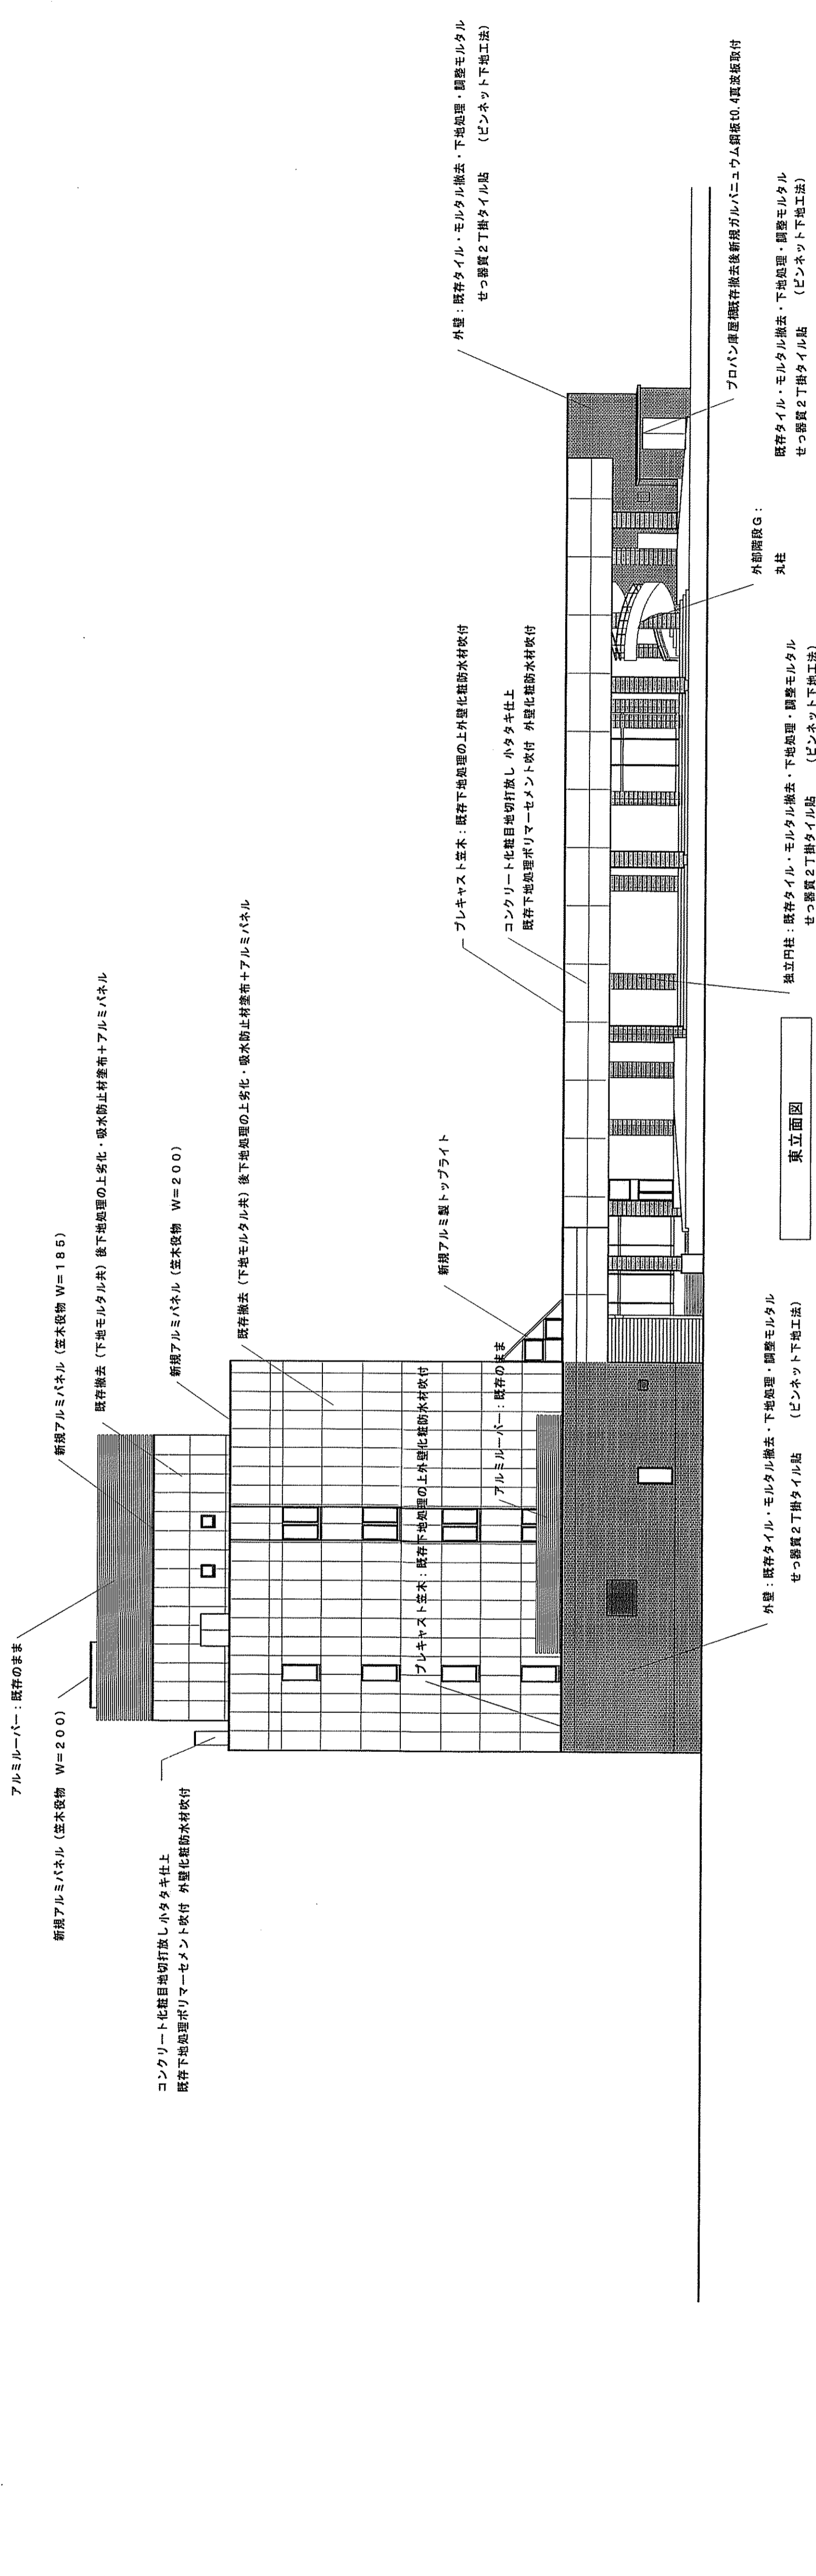 アルミルーバー：既存のまま
新規アルミパネル（笠木役物　W=200）
新規アルミパネル（笠木役物 W=185）
既存撤去（下地モルタル共）後下地処理の上劣化・吸水防止材塗布＋アルミパネル
コンクリート化粧目地切打放し小タタキ仕上
既存下地処理ポリマーセメント吹付　外壁化粧防水材吹付
新規アルミパネル（笠木役物　W=200）
既存撤去（下地モルタル共）後下地処理の上劣化・吸水防止材塗布＋アルミパネル
プレキャスト笠木：既存下地処理の上外壁化粧防水材吹付
新規アルミ製トップライト
アルミルーバー：既存のまま
プレキャスト笠木：既存下地処理の上外壁化粧防水材吹付
コンクリート化粧目地切打放し 小タタキ仕上
既存下地処理ポリマーセメント吹付　外壁化粧防水材吹付
外壁：既存タイル・モルタル撤去・下地処理・調整モルタル
せっ器質２丁掛タイル貼　　（ピンネット下地工法）
プロパン庫屋根既存撤去後新規ガルバニュウム鋼板t0.4真波板取付
外部階段Ｇ：
丸柱
既存タイル・モルタル撤去・下地処理・調整モルタル
せっ器質２丁掛タイル貼　　（ピンネット下地工法）
独立円柱：既存タイル・モルタル撤去・下地処理・調整モルタル
せっ器質２丁掛タイル貼　　（ピンネット下地工法）
外壁：既存タイル・モルタル撤去・下地処理・調整モルタル
せっ器質２丁掛タイル貼　　（ピンネット下地工法）
東立面図